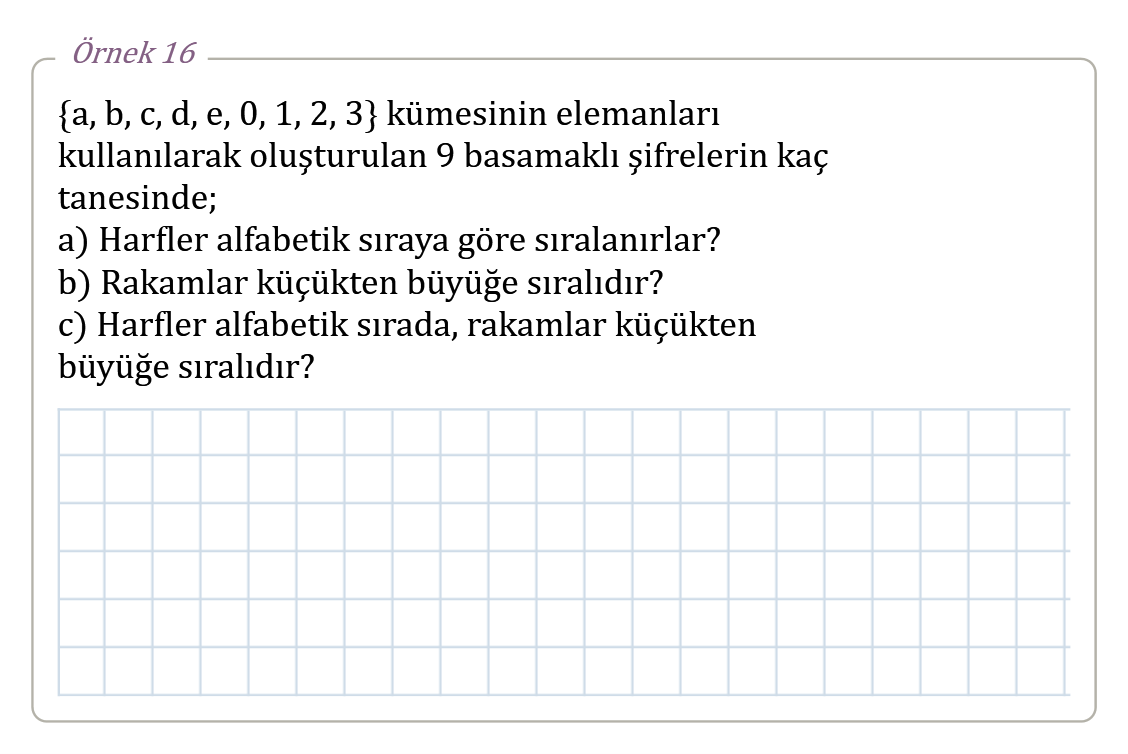 Örnek 16
{a, b, c, d, e, 0, 1, 2, 3} kümesinin elemanları
kullanılarak oluşturulan 9 basamaklı şifrelerin kaç
tanesinde;
a) Harfler alfabetik sıraya göre sıralanırlar?
b) Rakamlar küçükten büyüğe sıralıdır?
c) Harfler alfabetik sırada, rakamlar küçükten
büyüğe sıralıdır?